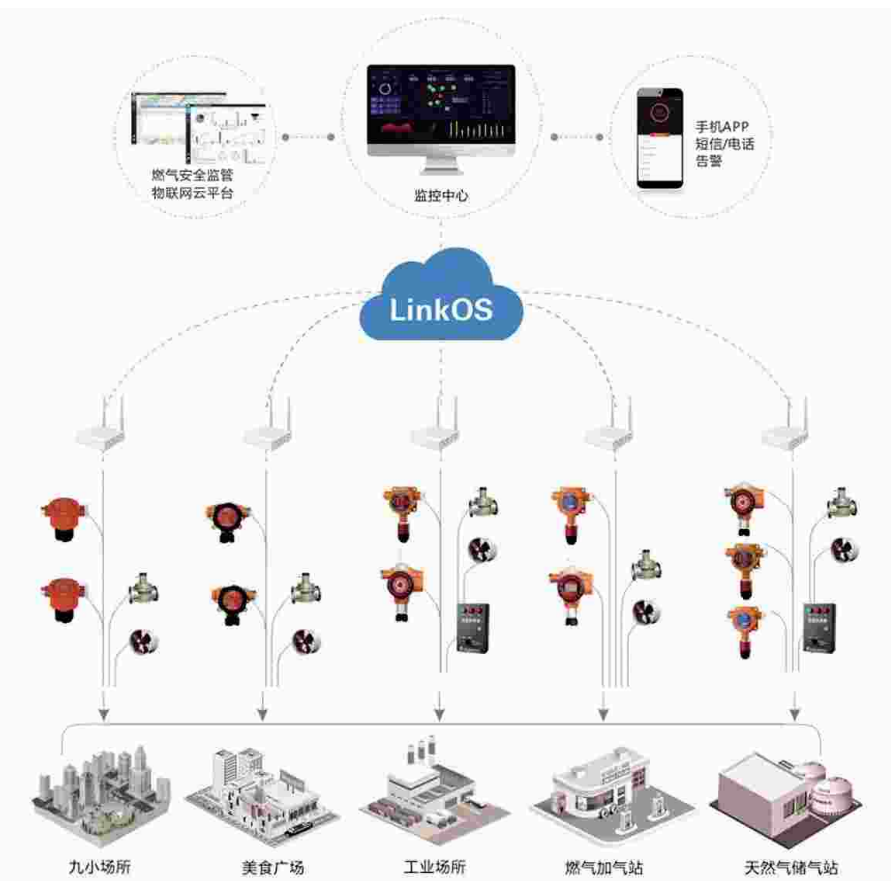 燃气安全监管
物联网云平台
监控中心
手机APP
短信/电话
告警
LinkOS
九小场所
美食广场
工业场所
燃气加气站
天然气储气站